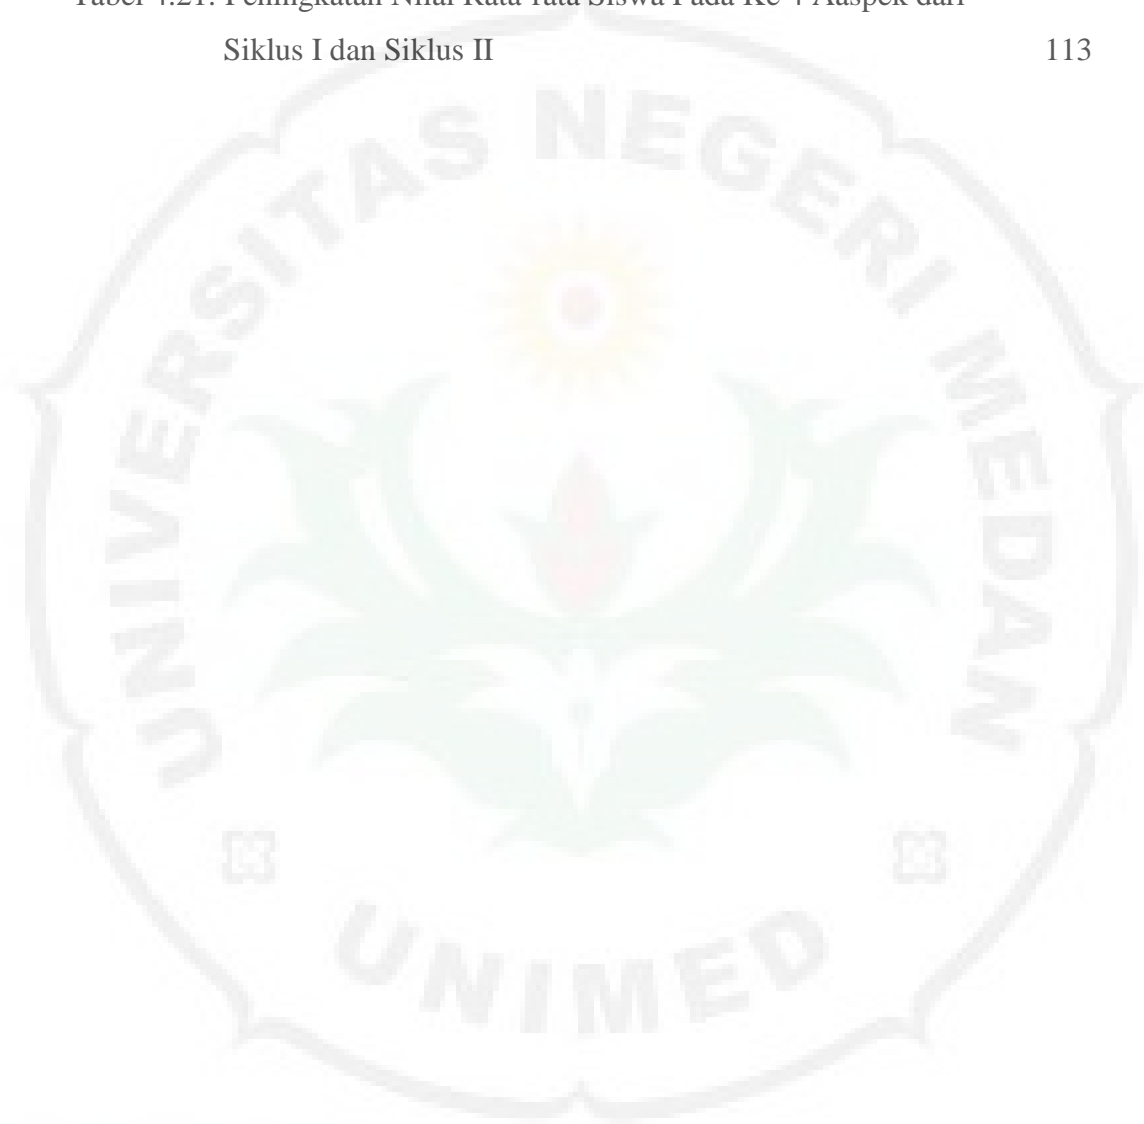 Tabel 4.21. Peningkatan Nilai Rata-rata Siswa Pada Ke 4 Aaspek dari
Siklus I dan Siklus II 113
UNIVERSITAS NEGERI MEDAN
UNIMED